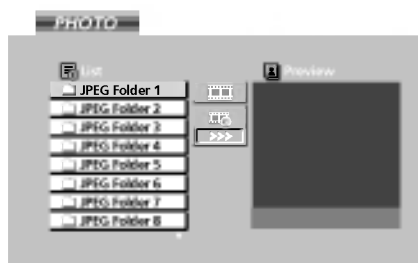 PHOTO
List
Preview
JPEG Folder 1
JPEG Folder 2
JPEG Folder 3
JPEG Folder 4
JPEG Folder 5
JPEG Folder 6
JPEG Folder 7
JPEG Folder 8
>>>